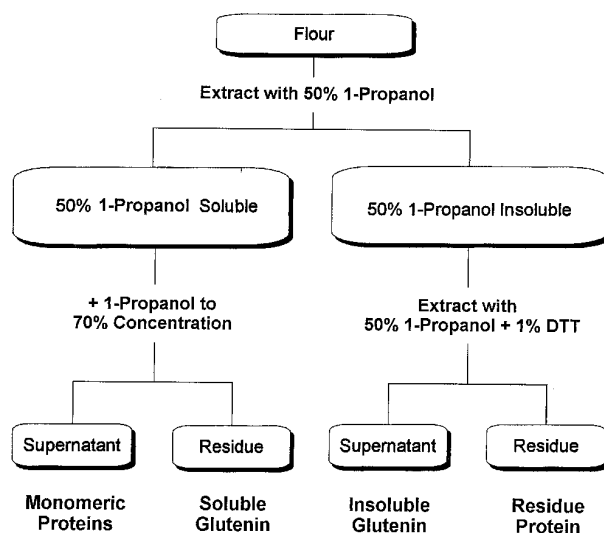 Flour
Extract with 50% 1-Propanol
50% 1-Propanol Soluble
50% 1-Propanol Insoluble
+ 1-Propanol to
70% Concentration
Extract with
50% 1-Propanol + 1% DTT
Supernatant
Residue
Supernatant
Residue
Monomeric
Proteins
Soluble
Glutenin
Insoluble
Glutenin
Residue
Protein